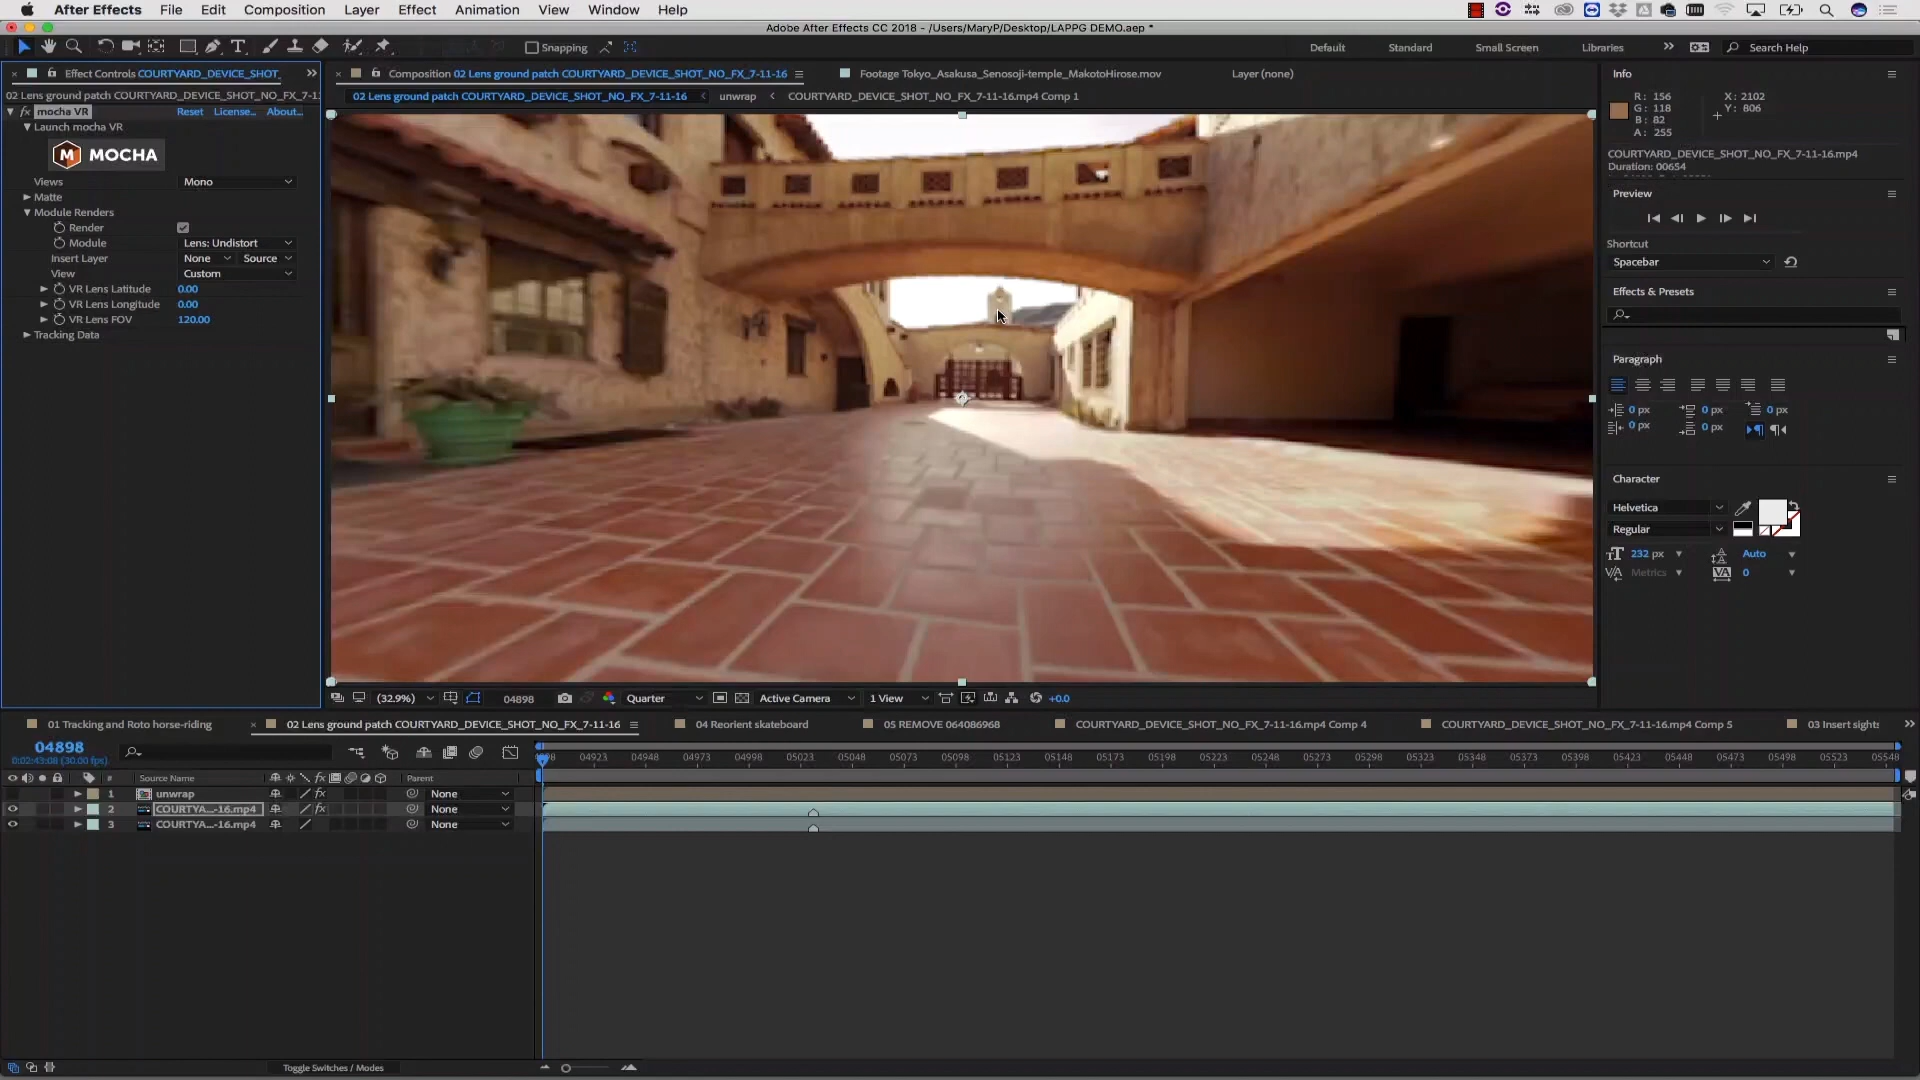 After Effects File Edit Composition Layer Effect Animation View Window Help
Adobe After Effects CC 2018 - /Users/MaryP/Desktop/LAPPG DEMO.aep *
Snapping Default Standard Small Screen Libraries » Search Help
Effect Controls COURTYARD_DEVICE_SHOT_ »
02 Lens ground patch COURTYARD_DEVICE_SHOT_NO_FX_7-11
fx mocha VR Reset License... About...
Launch mocha VR
M MOCHA
Views Mono
Matte
Module Renders
Render
Module Lens: Undistort
Insert Layer None Source
View Custom
VR Lens Latitude 0.00
VR Lens Longitude 0.00
VR Lens FOV 120.00
Tracking Data
Composition 02 Lens ground patch COURTYARD_DEVICE_SHOT_NO_FX_7-11-16 Footage Tokyo_Asakusa_Senosoji-temple_MakotoHirose.mov Layer (none)
02 Lens ground patch COURTYARD_DEVICE_SHOT_NO_FX_7-11-16 unwrap COURTYARD_DEVICE_SHOT_NO_FX_7-11-16.mp4 Comp 1
(32.9%) 04898 Quarter Active Camera 1 View +0.0
Info
R: 156 X: 2102
G: 118 Y: 806
B: 82
A: 255
COURTYARD_DEVICE_SHOT_NO_FX_7-11-16.mp4
Duration: 00654
Preview
Shortcut
Spacebar
Effects & Presets
Paragraph
0 px 0 px 0 px
0 px 0 px
Character
Helvetica
Regular
232 px Auto
Metrics 0
01 Tracking and Roto horse-riding 02 Lens ground patch COURTYARD_DEVICE_SHOT_NO_FX_7-11-16 04 Reorient skateboard 05 REMOVE 064086968 COURTYARD_DEVICE_SHOT_NO_FX_7-11-16.mp4 Comp 4 COURTYARD_DEVICE_SHOT_NO_FX_7-11-16.mp4 Comp 5 03 Insert sights »
04898
0:02:43:08 (30.00 fps)
04923 04948 04973 04998 05023 05048 05073 05098 05123 05148 05173 05198 05223 05248 05273 05298 05323 05348 05373 05398 05423 05448 05473 05498 05523 05548
# Source Name fx Parent
1 unwrap fx None
2 COURTYA...-16.mp4 fx None
3 COURTYA...-16.mp4 None
Toggle Switches / Modes